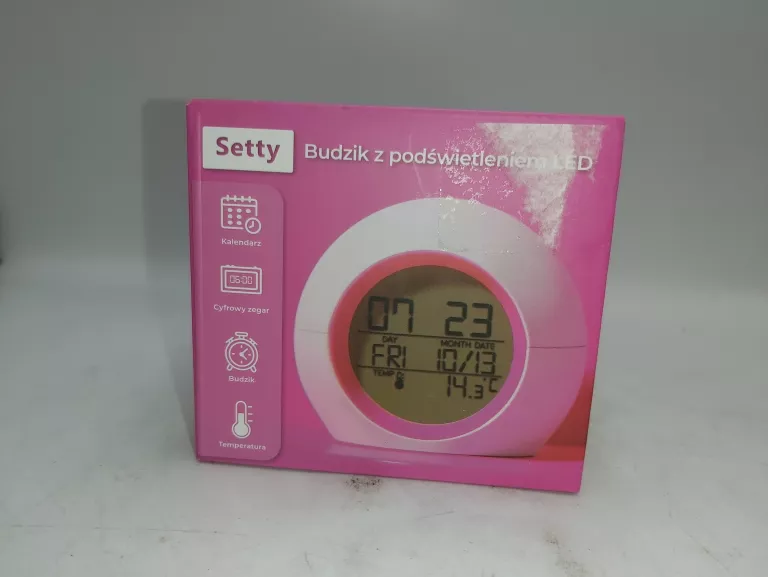 Setty
Budzik z podświetleniem LED
Kalendarz
06:00
Cyfrowy zegar
Budzik
Temperatura
07 23
DAY MONTH DATE
FRI 10/13
TEMP
14.3°C